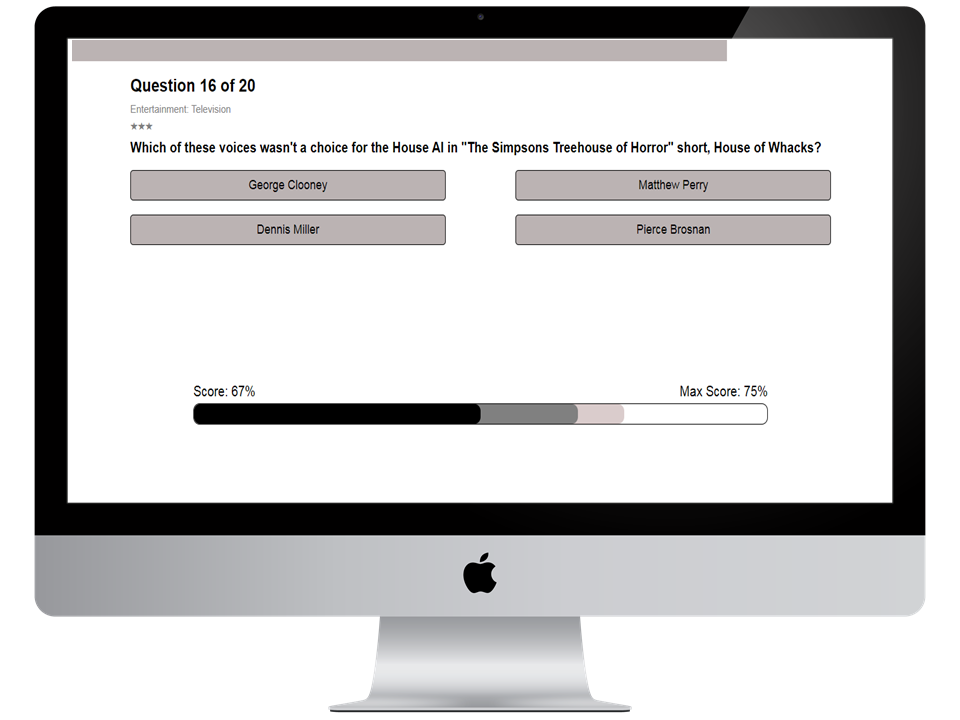 Question 16 of 20
Entertainment: Television
★★★
Which of these voices wasn't a choice for the House AI in "The Simpsons Treehouse of Horror" short, House of Whacks?
George Clooney
Matthew Perry
Dennis Miller
Pierce Brosnan
Score: 67%
Max Score: 75%